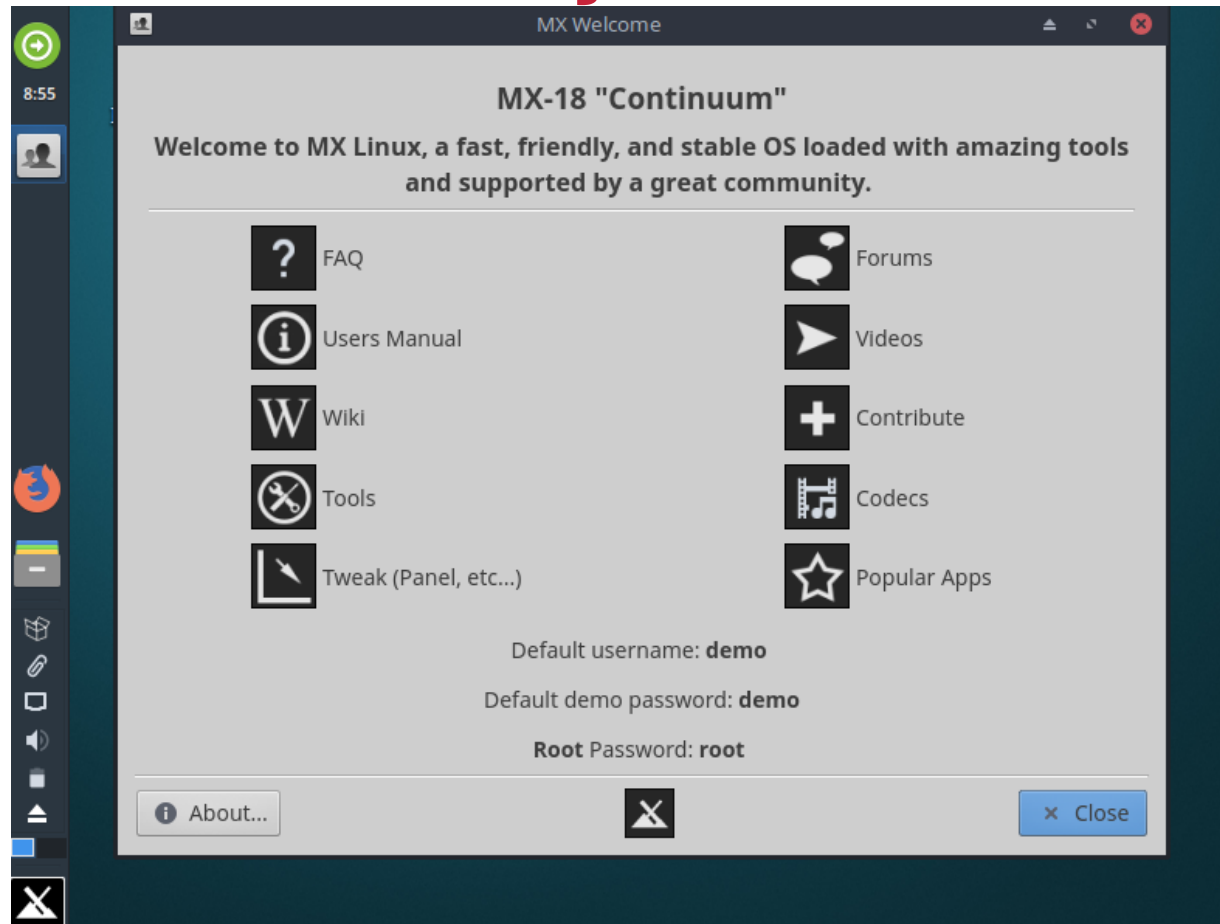 MX Welcome
8:55
MX-18 "Continuum"
Welcome to MX Linux, a fast, friendly, and stable OS loaded with amazing tools
and supported by a great community.
FAQ
Forums
Users Manual
Videos
W Wiki
Contribute
Tools
Codecs
Tweak (Panel, etc...)
Popular Apps
Default username: demo
Default demo password: demo
Root Password: root
About...
Close